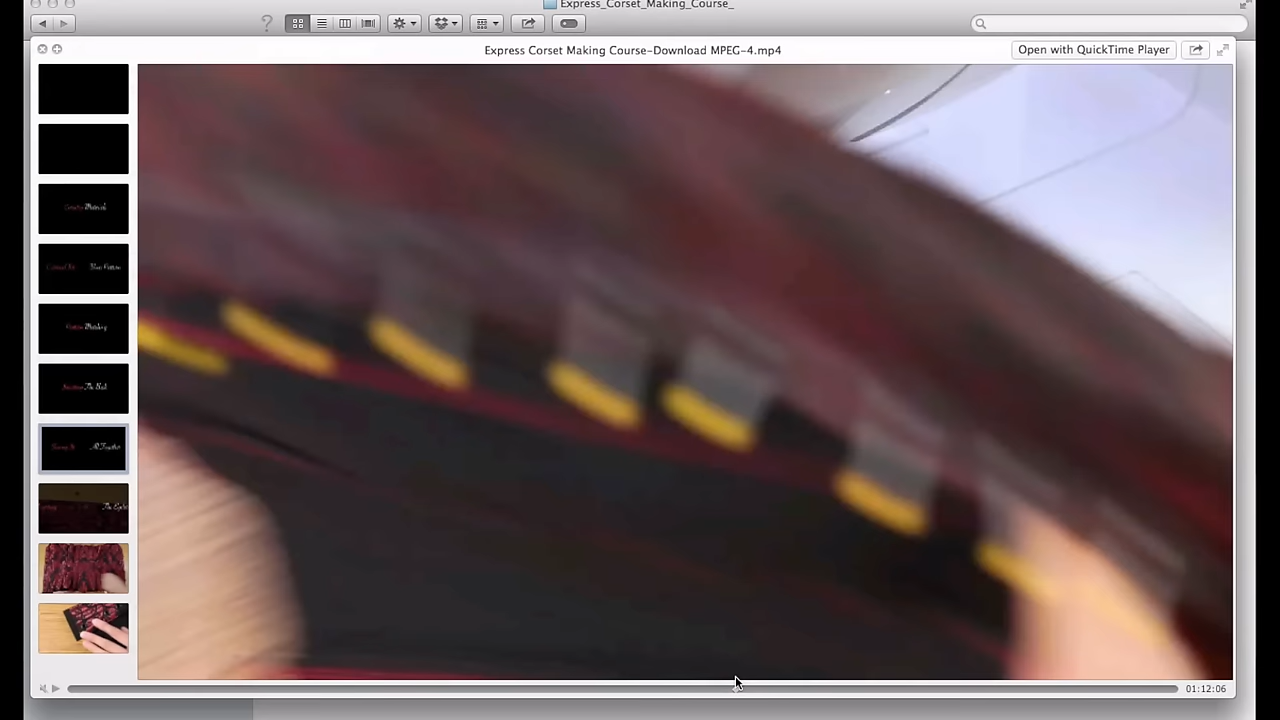 Express_Corset_Making_Course_
Express Corset Making Course-Download MPEG-4.mp4
Open with QuickTime Player
01:12:06